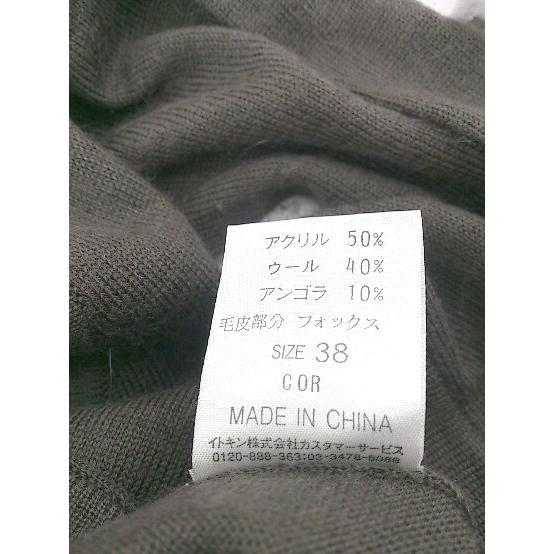 アクリル 50%
ウール 40%
アンゴラ 10%
毛皮部分 フォックス
SIZE 38
COR
MADE IN CHINA
イトキン株式会社カスタマーサービス
0120-888-363:03-3478-8088